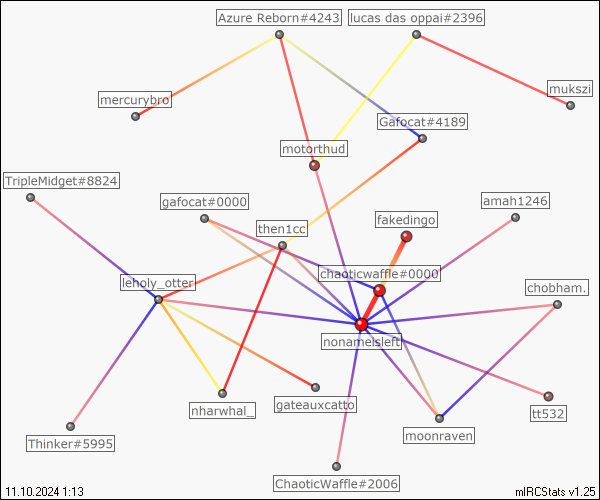 Azure Reborn#4243
lucas das oppai#2396
mercurybro
mukszi
Gafocat#4189
motorthud
TripleMidget#8824
gafocat#0000
amah1246
fakedingo
then1cc
chaoticwaffle#0000
leholy_otter
chobham.
nonameisleft
nharwhal_
gateauxcatto
tt532
moonraven
Thinker#5995
ChaoticWaffle#2006
11.10.2024 1:13
mIRCStats v1.25